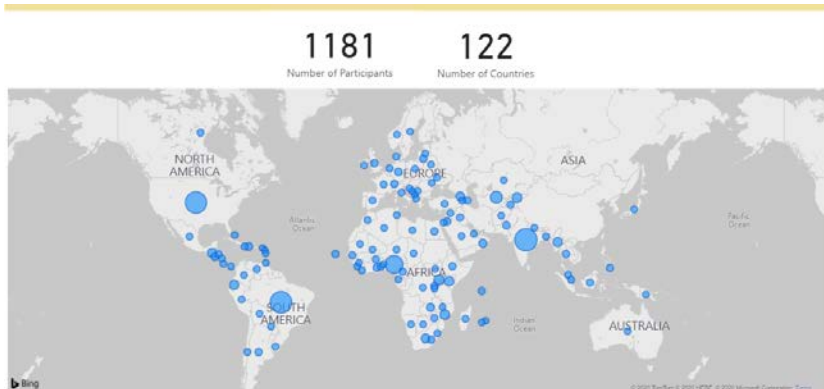 1181
122
Number of Participants
Number of Countries
NORTH
AMERICA
EUROPE
ASIA
Atlantic
Ocean
Pacific
Ocean
AFRICA
SOUTH
AMERICA
Indian
Ocean
AUSTRALIA
Bing